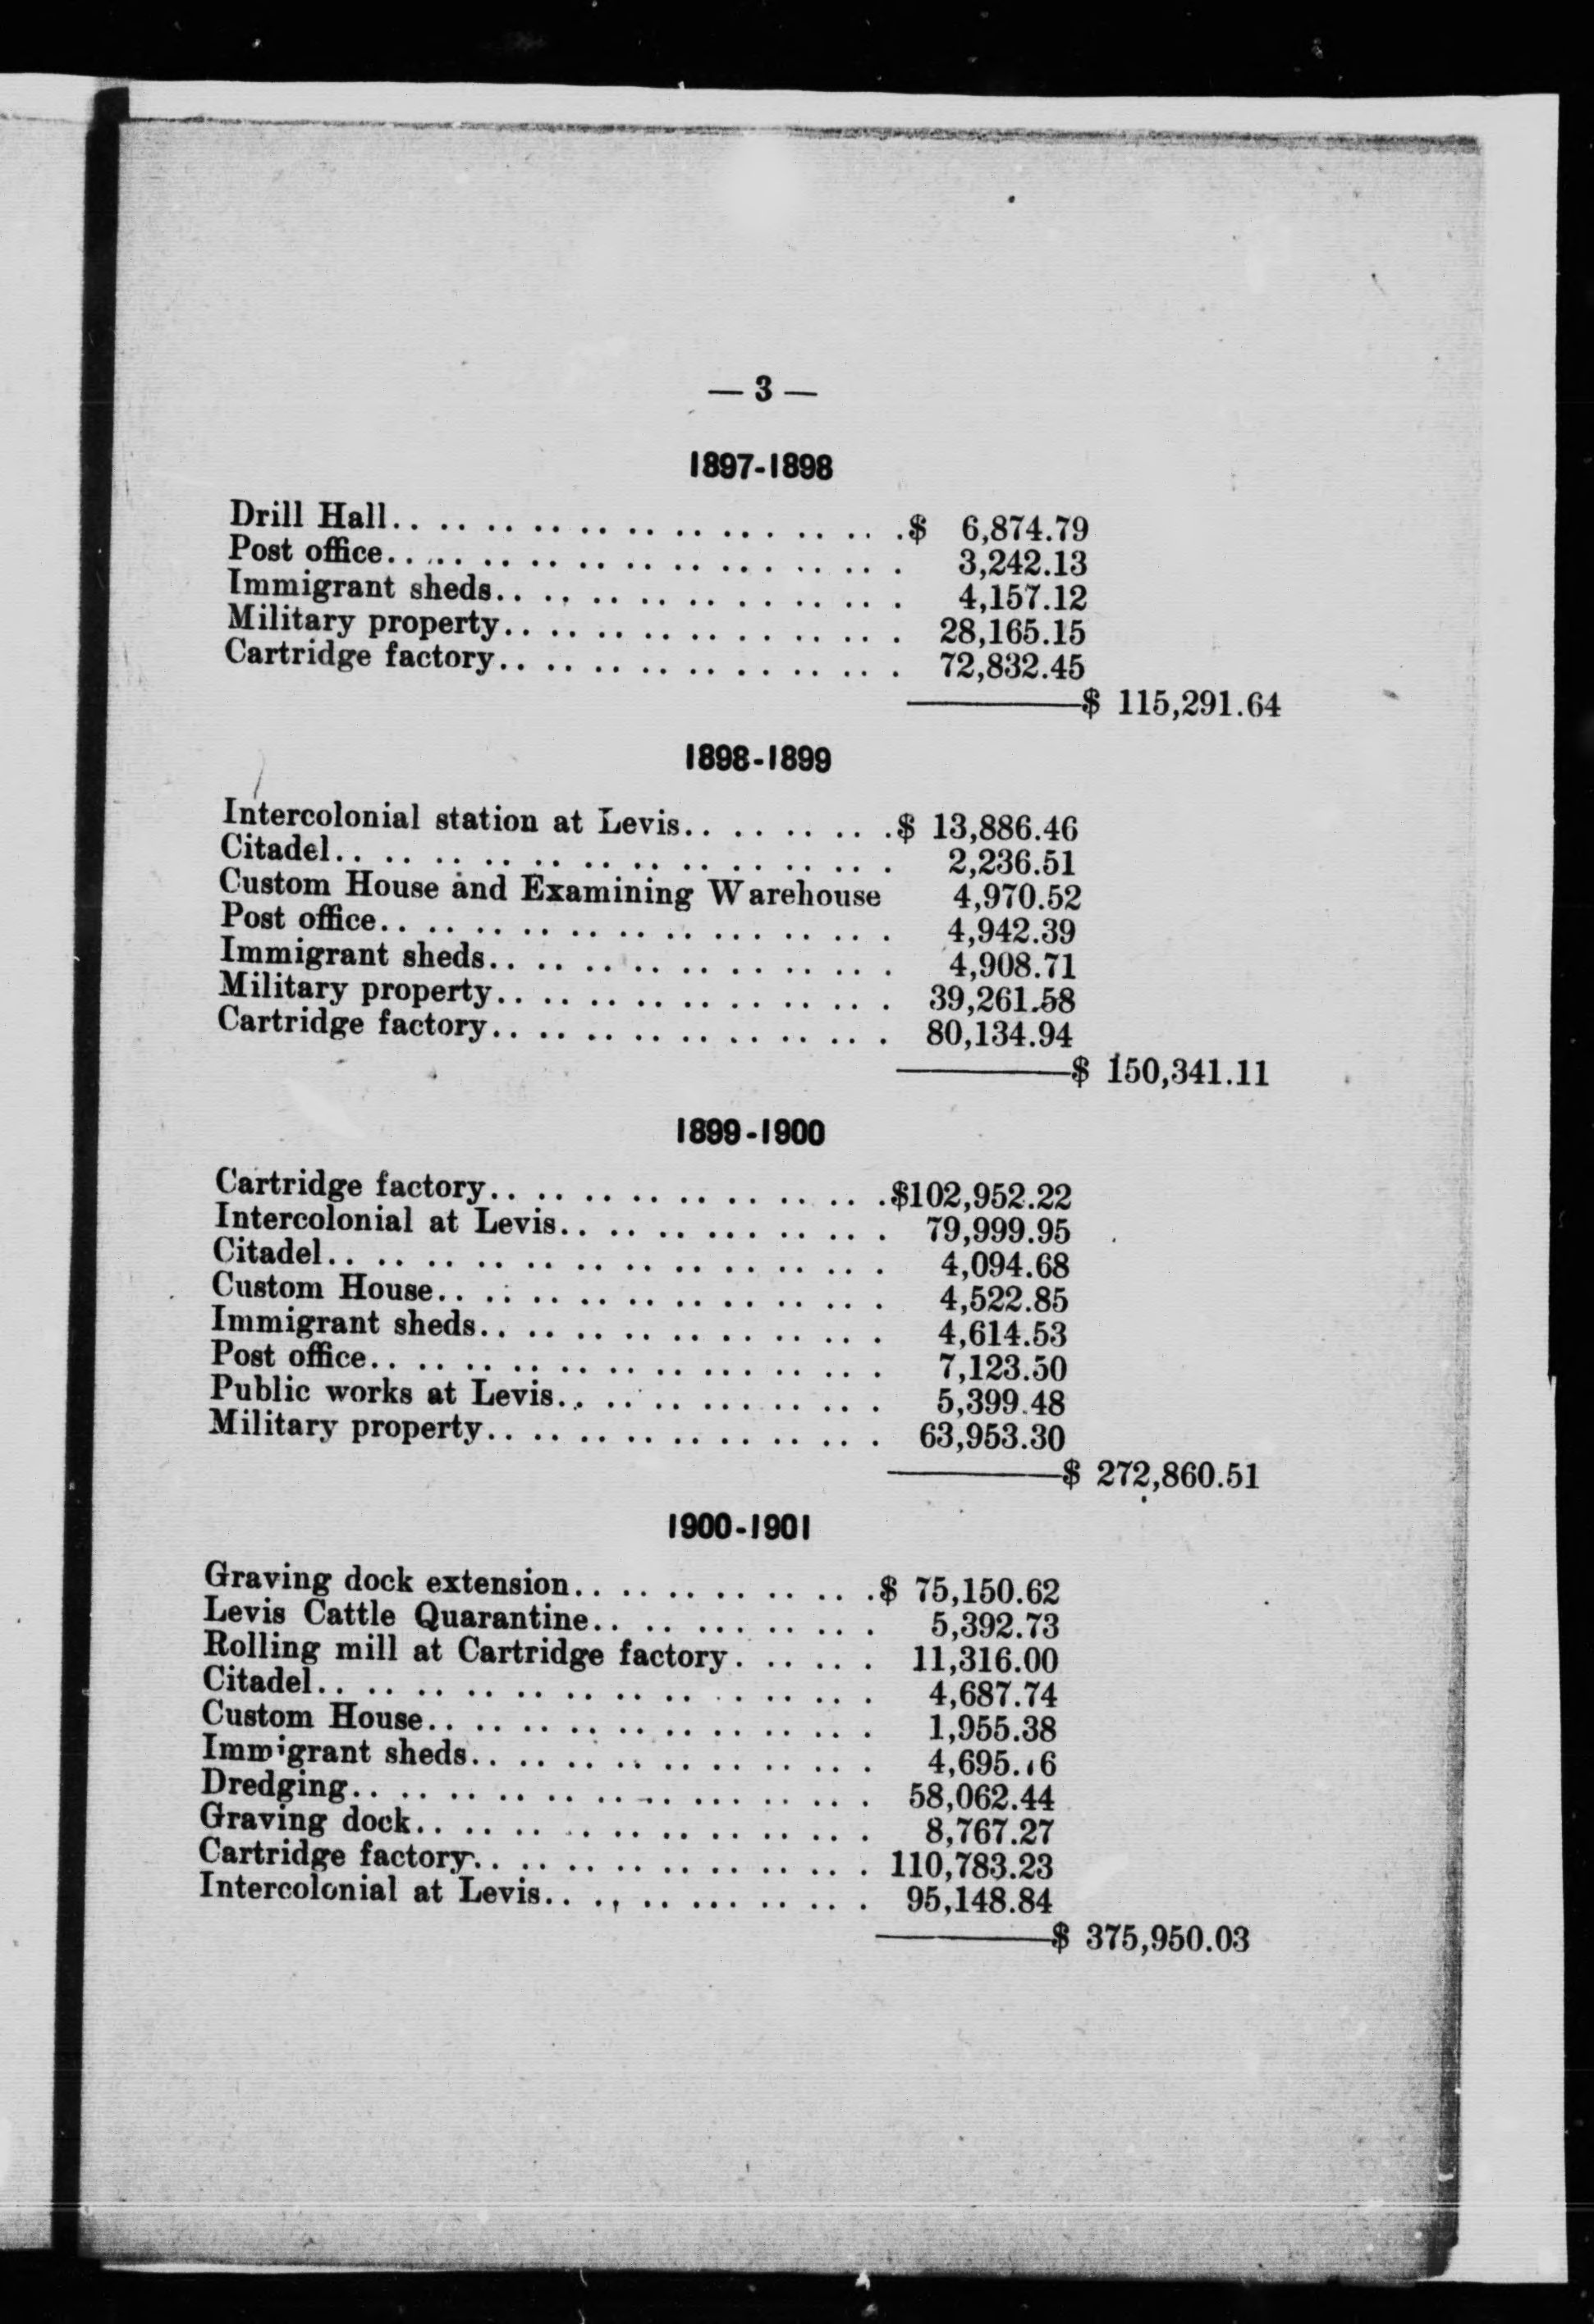 — 3 —
1897-1898
Drill Hall.. .. .. .. .. .. .. .. .. .. .. $ 6,874.79
Post office.. .. .. .. .. .. .. .. .. .. .. 3,242.13
Immigrant sheds.. .. .. .. .. .. .. .. .. 4,157.12
Military property.. .. .. .. .. .. .. .. .. 28,165.15
Cartridge factory.. .. .. .. .. .. .. .. .. 72,832.45
$ 115,291.64
1898-1899
Intercolonial station at Levis.. .. .. .. .. $ 13,886.46
Citadel.. .. .. .. .. .. .. .. .. .. .. .. 2,236.51
Custom House and Examining Warehouse 4,970.52
Post office.. .. .. .. .. .. .. .. .. .. .. 4,942.39
Immigrant sheds.. .. .. .. .. .. .. .. .. 4,908.71
Military property.. .. .. .. .. .. .. .. .. 39,261.58
Cartridge factory.. .. .. .. .. .. .. .. .. 80,134.94
$ 150,341.11
1899-1900
Cartridge factory.. .. .. .. .. .. .. .. .. $102,952.22
Intercolonial at Levis.. .. .. .. .. .. .. 79,999.95
Citadel.. .. .. .. .. .. .. .. .. .. .. .. 4,094.68
Custom House.. .. .. .. .. .. .. .. .. .. 4,522.85
Immigrant sheds.. .. .. .. .. .. .. .. .. 4,614.53
Post office.. .. .. .. .. .. .. .. .. .. .. 7,123.50
Public works at Levis.. .. .. .. .. .. .. 5,399.48
Military property.. .. .. .. .. .. .. .. .. 63,953.30
$ 272,860.51
1900-1901
Graving dock extension.. .. .. .. .. .. .. $ 75,150.62
Levis Cattle Quarantine.. .. .. .. .. .. .. 5,392.73
Rolling mill at Cartridge factory. .. .. .. 11,316.00
Citadel.. .. .. .. .. .. .. .. .. .. .. .. 4,687.74
Custom House.. .. .. .. .. .. .. .. .. .. 1,955.38
Immigrant sheds.. .. .. .. .. .. .. .. ..
Dredging.. .. .. .. .. .. .. .. .. .. .. 58,062.44
Graving dock.. .. .. .. .. .. .. .. .. .. 8,767.27
Cartridge factory.. .. .. .. .. .. .. .. .. 110,783.23
Intercolonial at Levis.. .. .. .. .. .. .. 95,148.84
$ 375,950.03